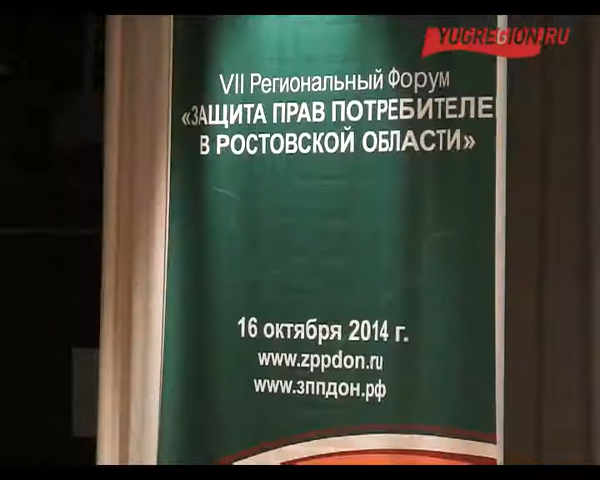 YUGREGION.RU
VII Региональный Форум
«ЗАЩИТА ПРАВ ПОТРЕБИТЕЛЕ
В РОСТОВСКОЙ ОБЛАСТИ»
16 октября 2014 г.
www.zppdon.ru
www.зппдон.рф